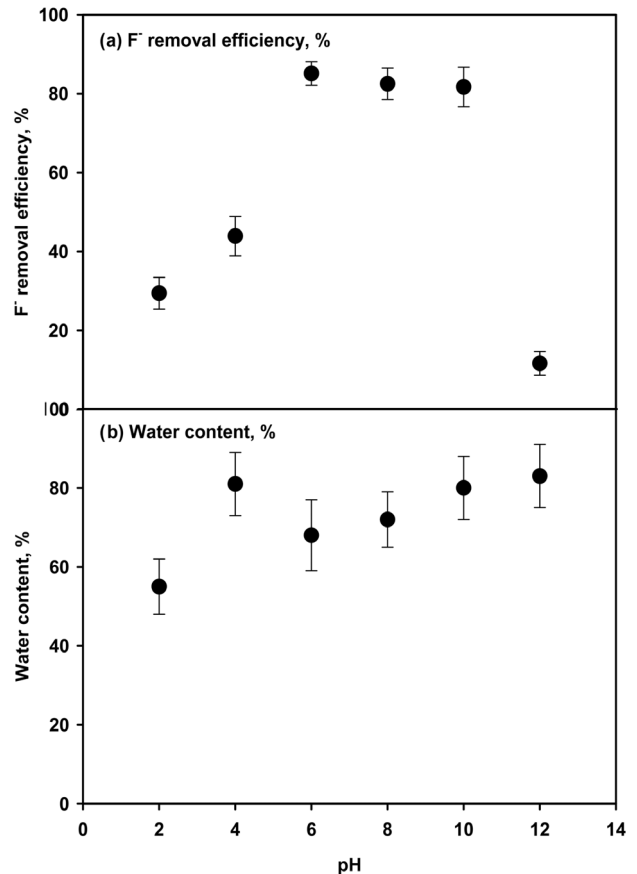 100
(a) F⁻ removal efficiency, %
80
60
40
20
0
F⁻ removal efficiency, %
100
(b) Water content, %
80
60
40
20
0
Water content, %
0 2 4 6 8 10 12 14
pH